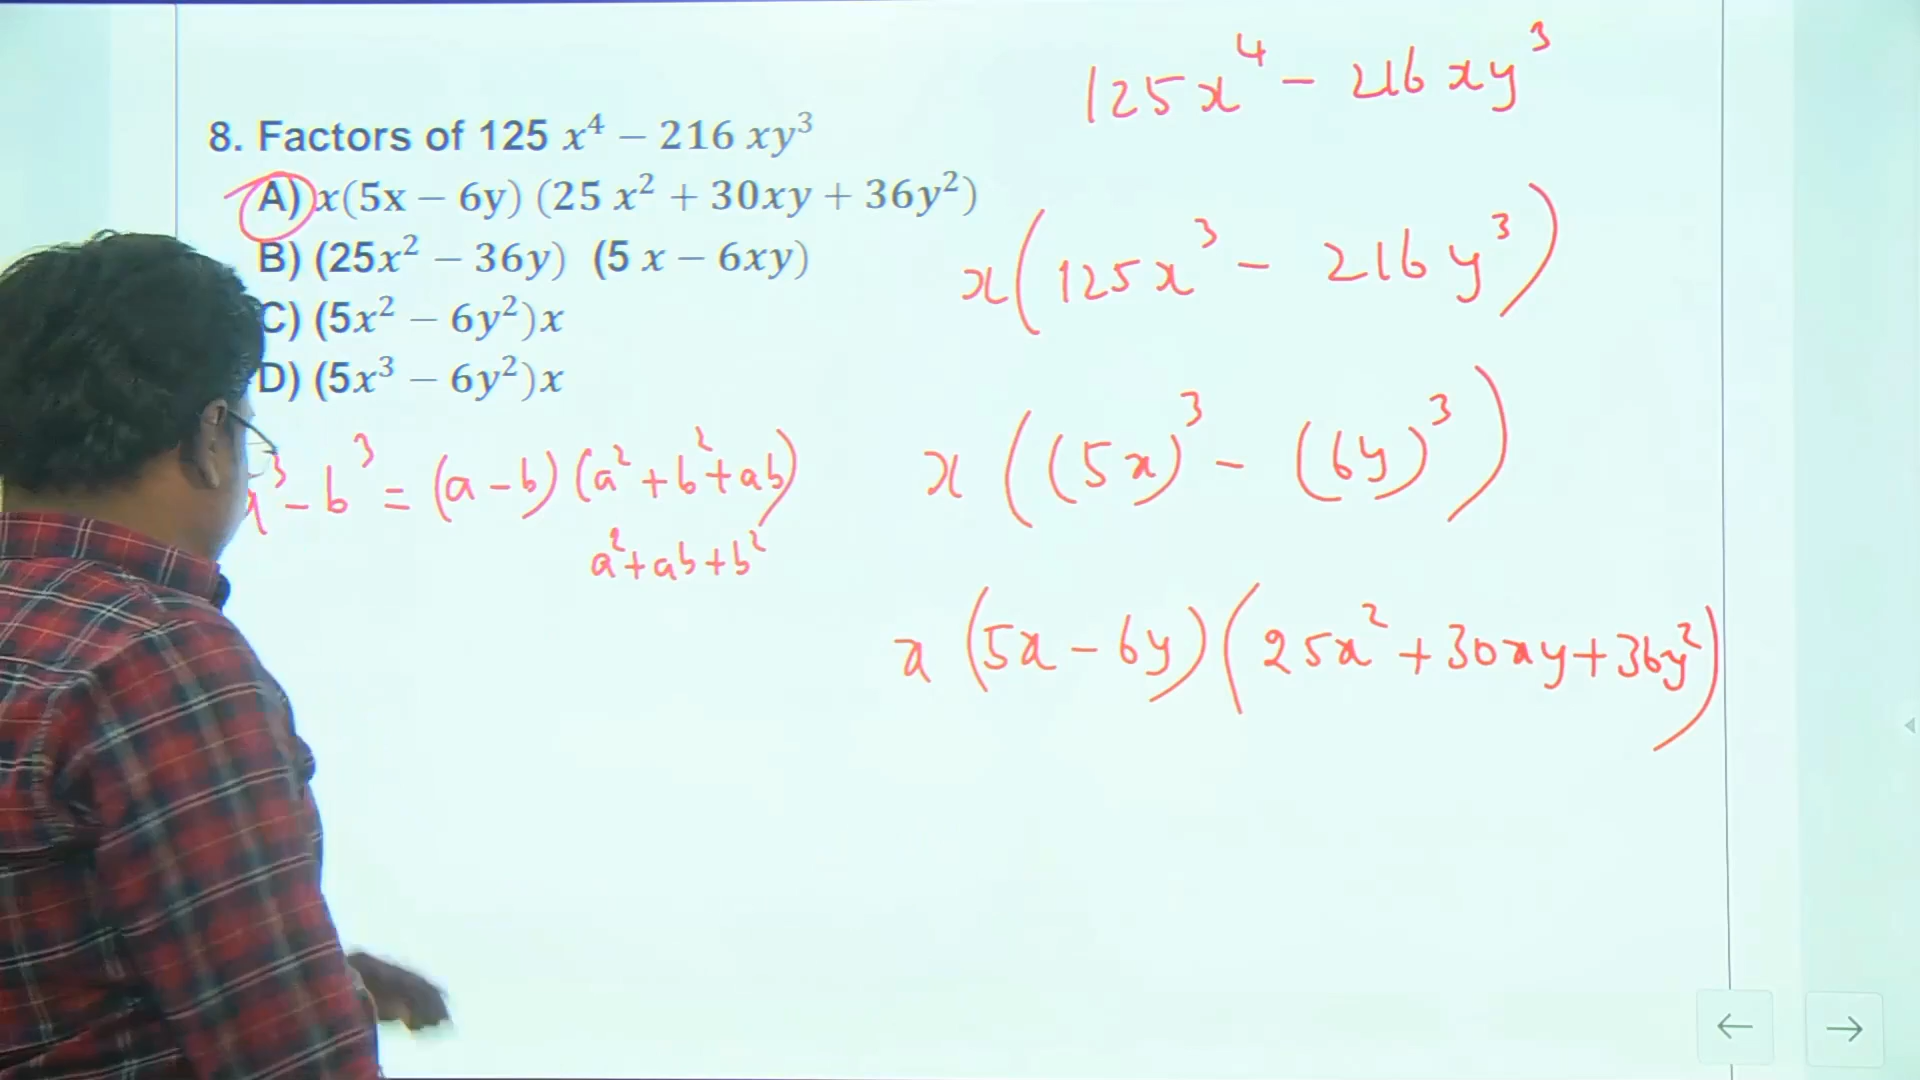 8. Factors of 125 x⁴ − 216 xy³
A) x(5x − 6y) (25 x² + 30xy + 36y²)
B) (25x² − 36y) (5 x − 6xy)
C) (5x² − 6y²)x
D) (5x³ − 6y²)x
³ − b³ = (a − b) (a² + b² + ab)
a² + ab + b²
125x⁴ − 216 xy³
x(125x³ − 216y³)
x((5x)³ − (6y)³)
x (5x − 6y)(25x² + 30xy + 36y²)